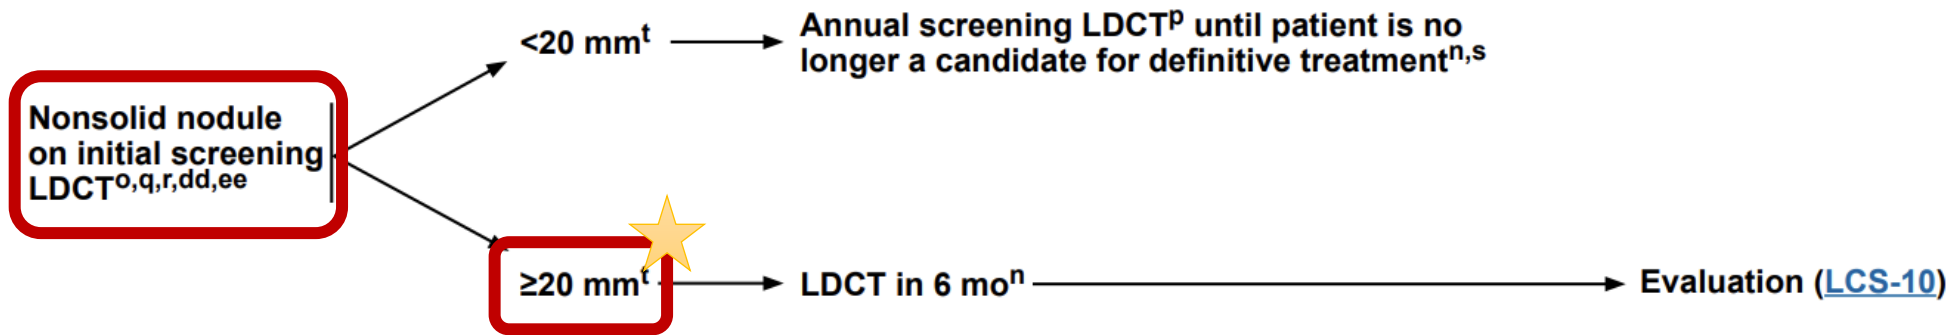 <20 mmt
Annual screening LDCTp until patient is no
longer a candidate for definitive treatmentn,s
Nonsolid nodule
on initial screening
LDCTo,q,r,dd,ee
≥20 mmt
LDCT in 6 mon
Evaluation (LCS-10)